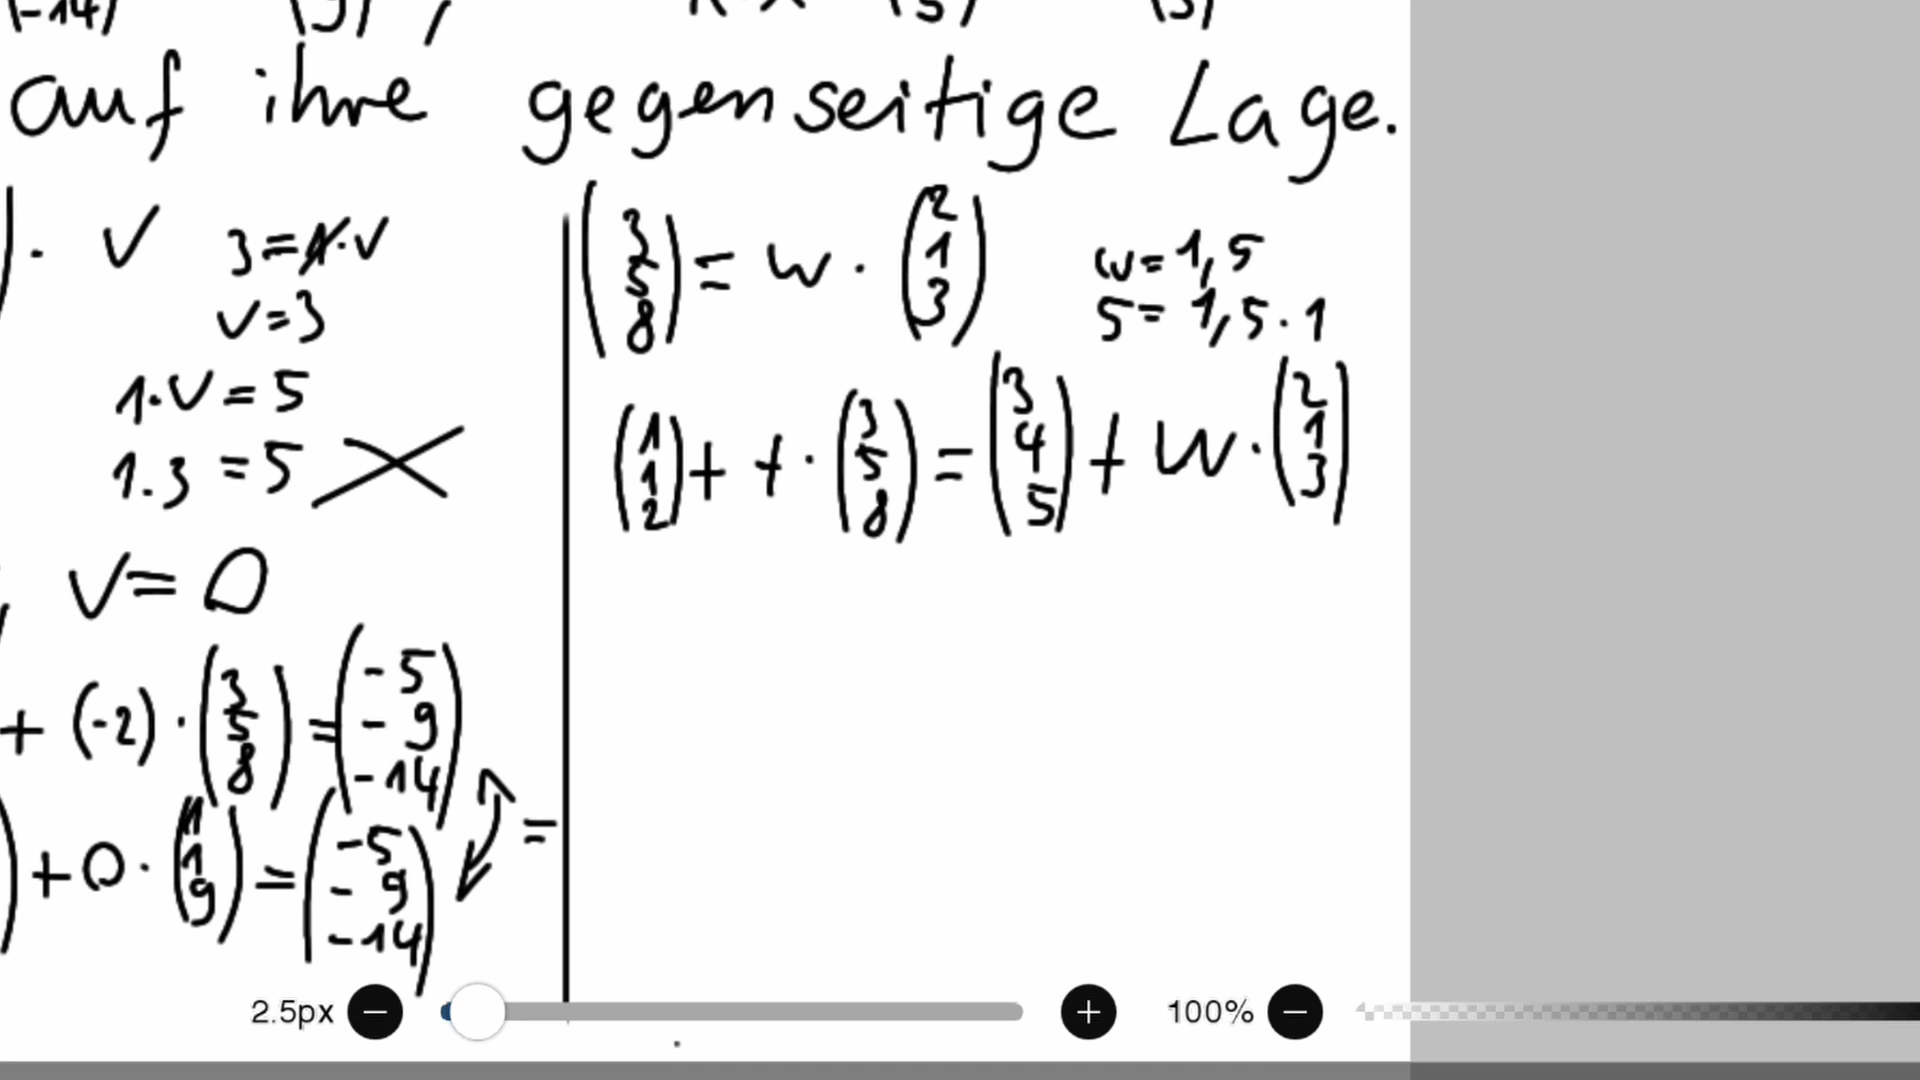 auf ihre gegenseitige Lage.
· v 3 = 1 · v
v = 3
1 · v = 5
1 . 3 = 5
v = 0
+ (-2) · (3 5 8) = (-5 -9 -14)
+ 0 · (1 1 9) = (-5 -9 -14) =
(3 5 8) = w · (2 1 3) w = 1,5
5 = 1,5 · 1
(1 1 2) + t · (3 5 8) = (3 4 5) + w · (2 1 3)
2.5px 100%